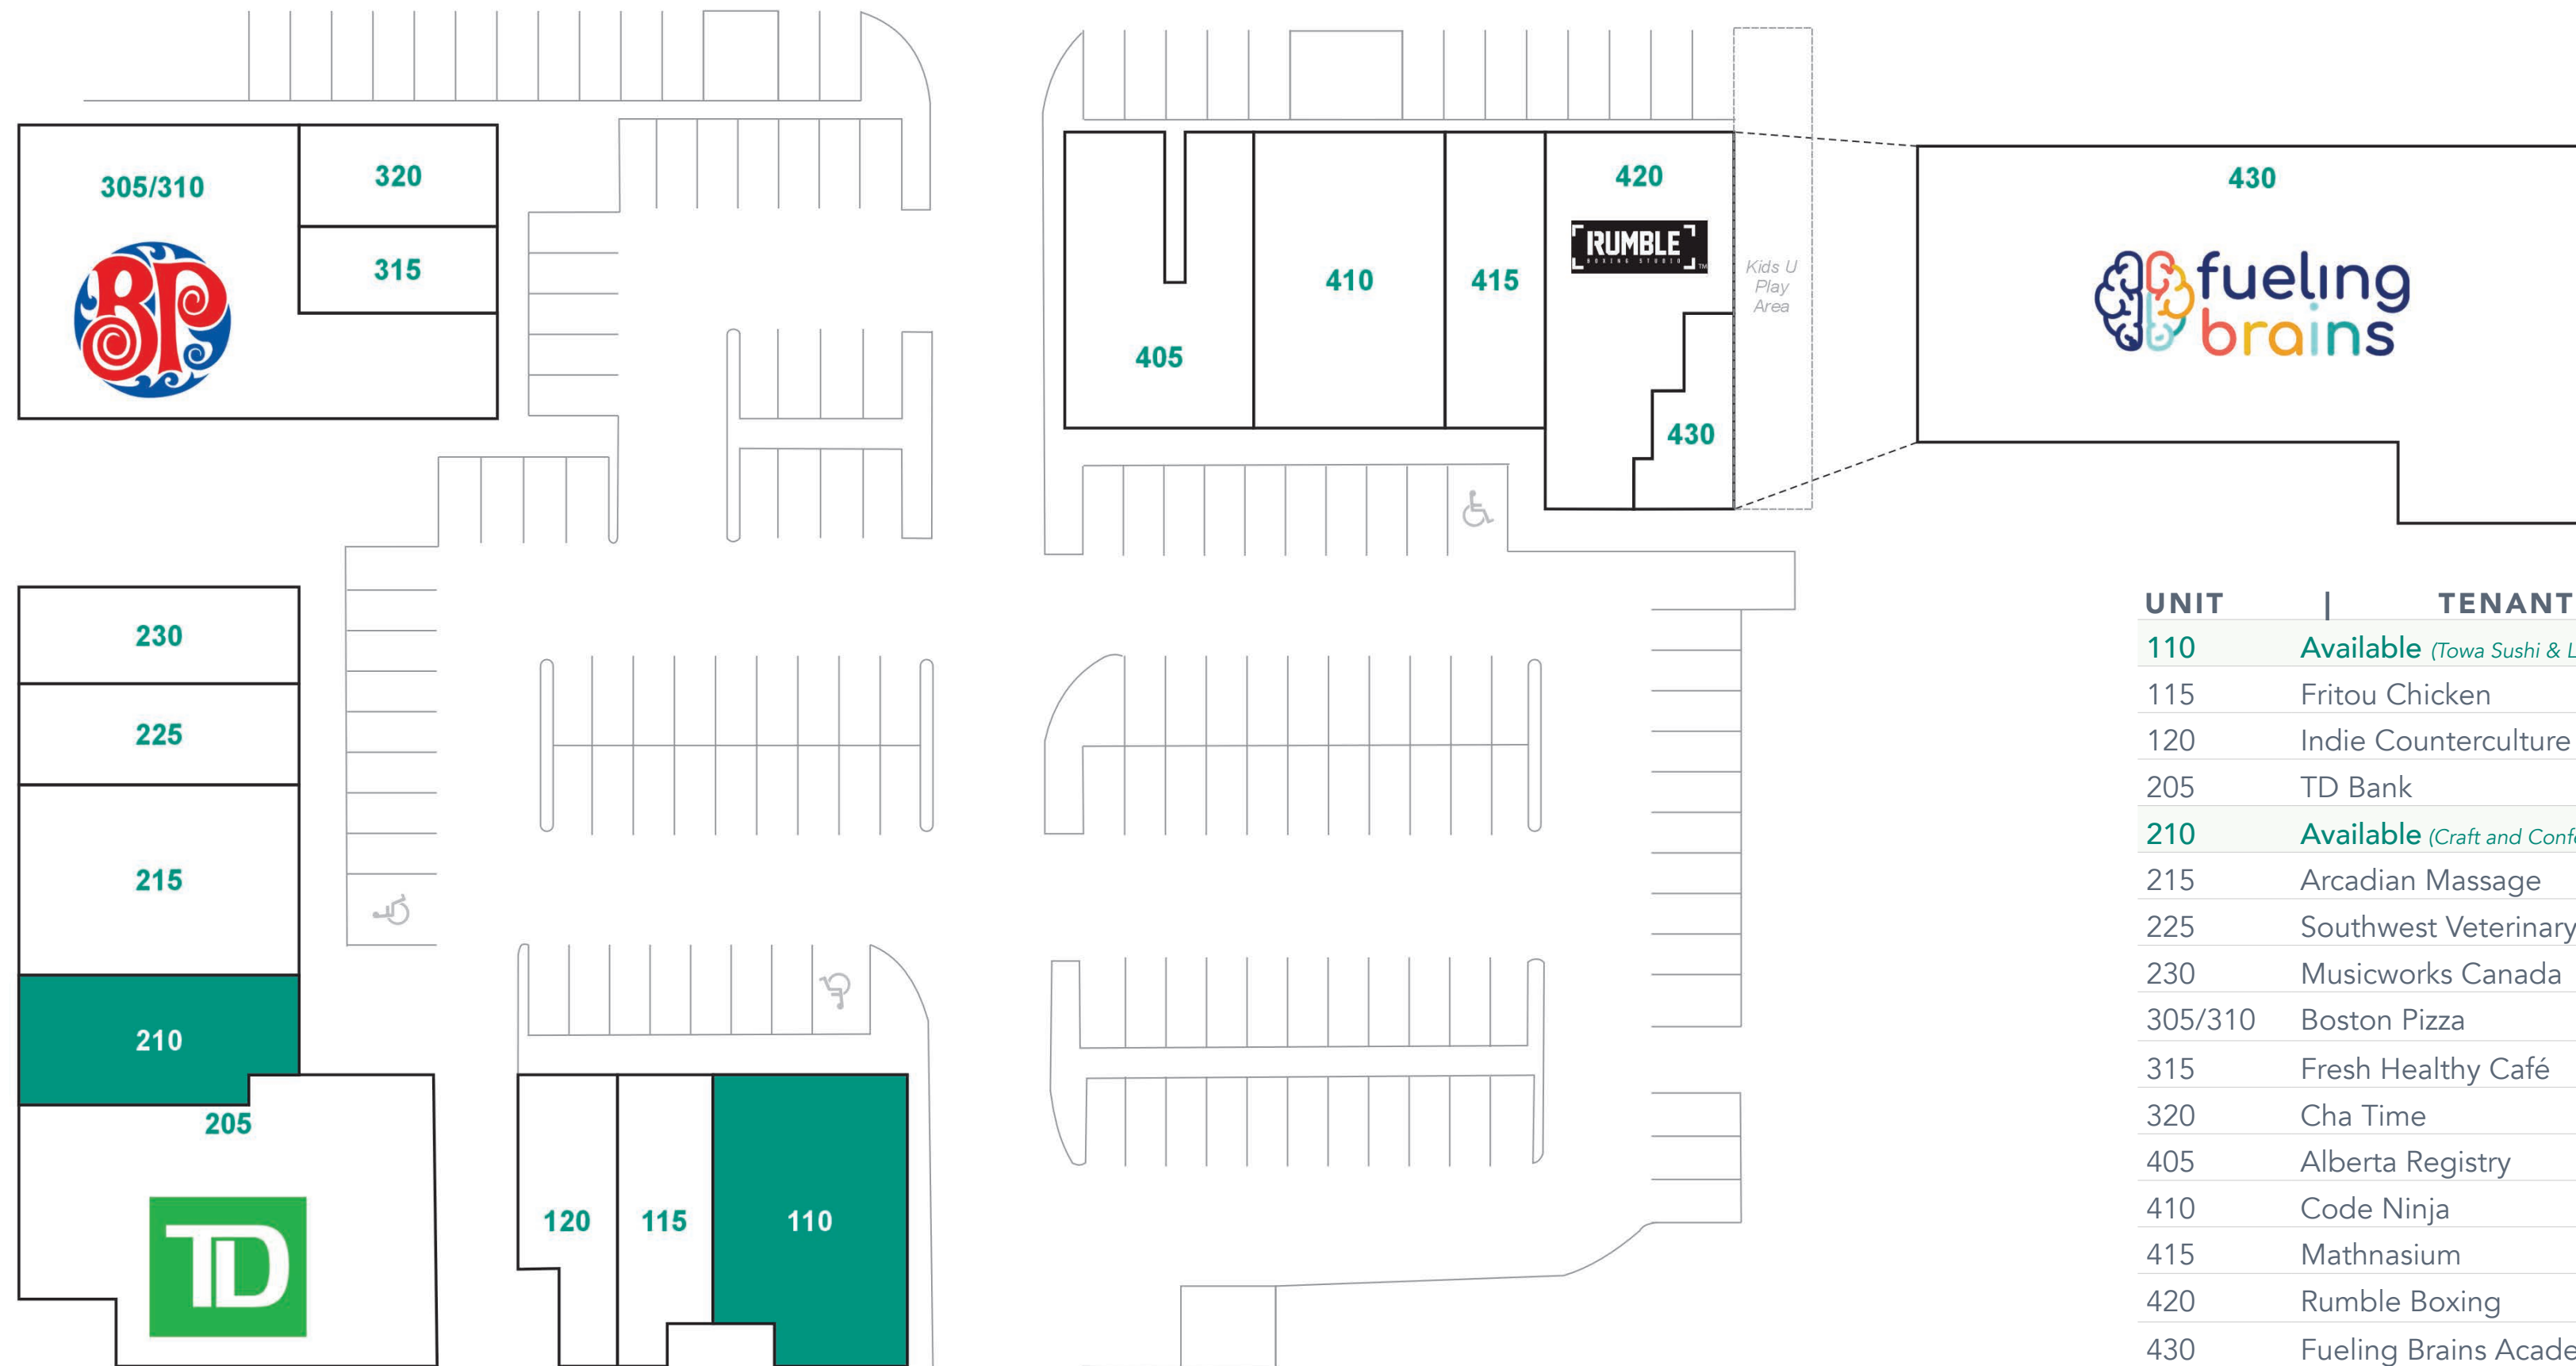 305/310
320
315
BP
405
410
415
420
RUMBLE
BOXING STUDIO
TM
430
Kids U
Play
Area
430
fueling
brains
230
225
215
210
205
TD
120
115
110
UNIT | TENANT
110 Available (Towa Sushi &
115 Fritou Chicken
120 Indie Counterculture
205 TD Bank
210 Available (Craft and
215 Arcadian Massage
225 Southwest Veterinary
230 Musicworks Canada
305/310 Boston Pizza
315 Fresh Healthy Café
320 Cha Time
405 Alberta Registry
410 Code Ninja
415 Mathnasium
420 Rumble Boxing
430 Fueling Brains